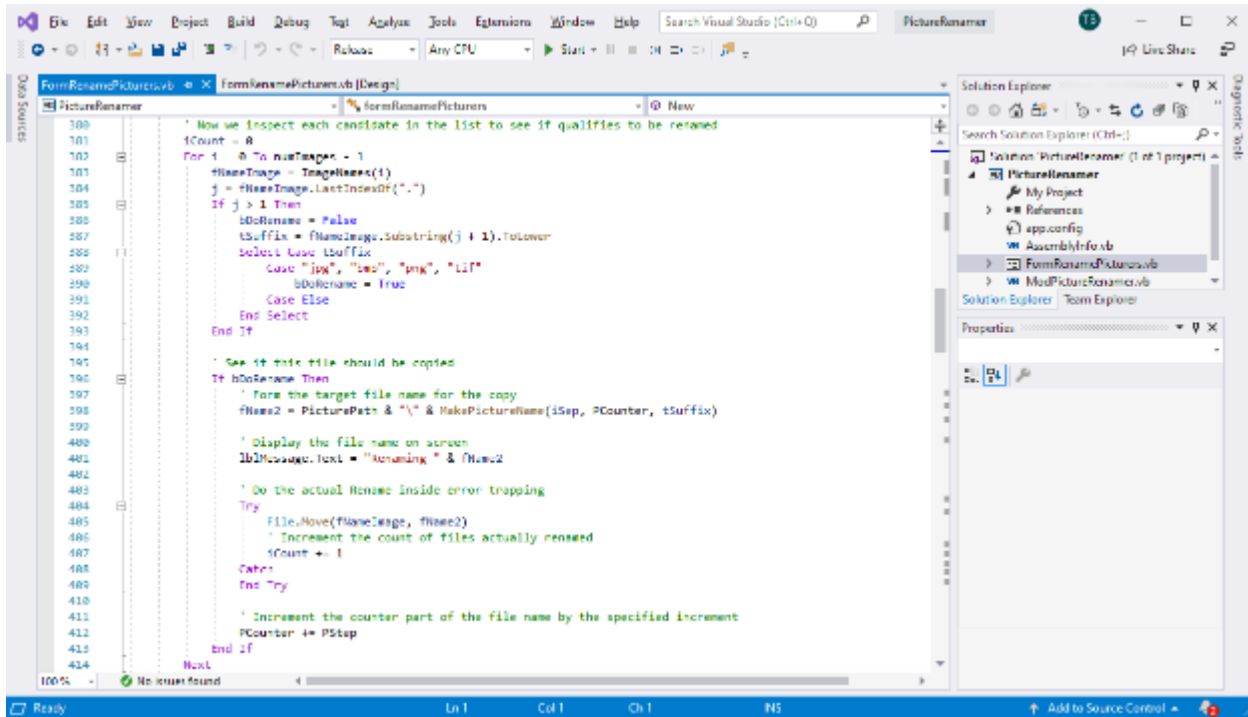 File Edit View Project Build Debug Test Analyze Tools Extensions Window Help Search Visual Studio (Ctrl+Q) PictureRenamer TB
Release Any CPU Start Live Share
Data Sources
FormRenamePicturers.vb FormRenamePicturers.vb [Design]
PictureRenamer formRenamePicturers New
380 ' Now we inspect each candidate in the list to see if qualifies to be renamed
381 iCount = 0
382 For i = 0 To numImages - 1
383 fNameImage = ImageNames(i)
384 j = fNameImage.LastIndexOf(".")
385 If j > 1 Then
386 bDoRename = False
387 tSuffix = fNameImage.Substring(j + 1).ToLower
388 Select Case tSuffix
389 Case "jpg", "bmp", "png", "tif"
390 bDoRename = True
391 Case Else
392 End Select
393 End If
394
395 ' See if this file should be copied
396 If bDoRename Then
397 ' Form the target file name for the copy
398 fName2 = PicturePath & "\" & MakePictureName(iSep, PCounter, tSuffix)
399
400 ' Display the file name on screen
401 lblMessage.Text = "Renaming " & fName2
402
403 ' Do the actual Rename inside error trapping
404 Try
405 File.Move(fNameImage, fName2)
406 ' Increment the count of files actually renamed
407 iCount += 1
408 Catch
409 End Try
410
411 ' Increment the counter part of the file name by the specified increment
412 PCounter += PStep
413 End If
414 Next
100 % No issues found
Solution Explorer
Search Solution Explorer (Ctrl+;)
Solution 'PictureRenamer' (1 of 1 project)
PictureRenamer
My Project
References
app.config
AssemblyInfo.vb
FormRenamePicturers.vb
ModPictureRenamer.vb
Solution Explorer Team Explorer
Properties
Diagnostic Tools
Ready Ln 1 Col 1 Ch 1 INS Add to Source Control